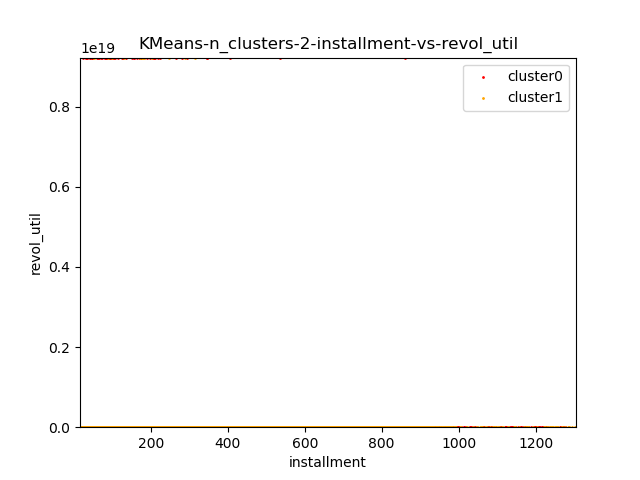 KMeans-n_clusters-2-installment-vs-revol_util
1e19
cluster0
cluster1
0.8
0.6
0.4
0.2
0.0
revol_util
200 400 600 800 1000 1200
installment